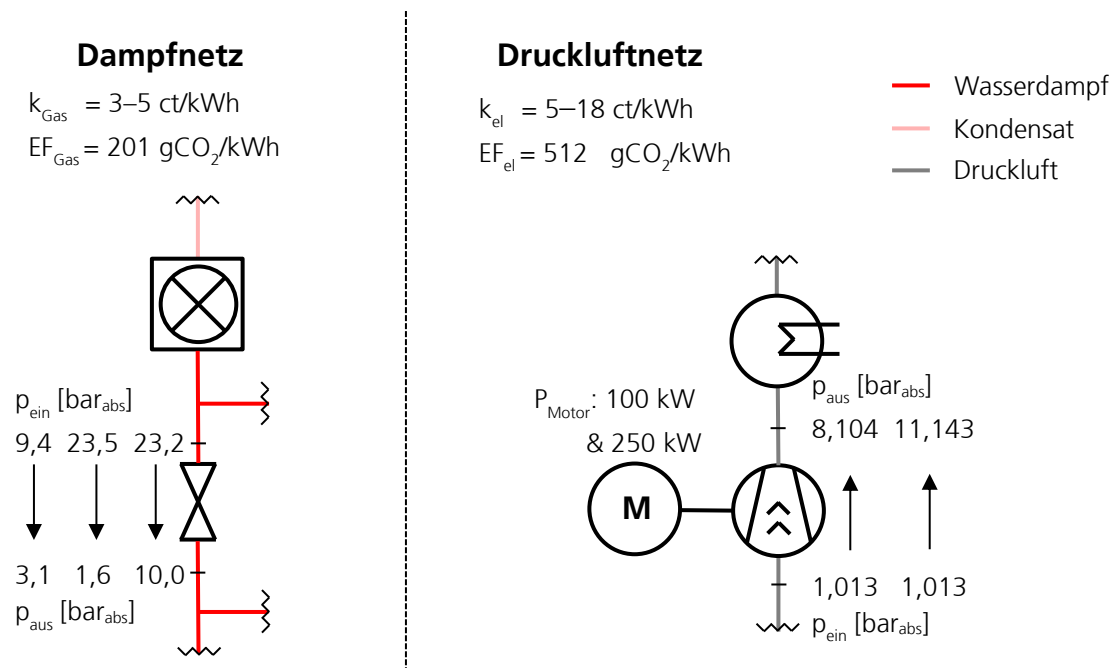 Dampfnetz
k_Gas = 3–5 ct/kWh
EF_Gas = 201 gCO₂/kWh
Druckluftnetz
k_el = 5–18 ct/kWh
EF_el = 512 gCO₂/kWh
Wasserdampf
Kondensat
Druckluft
p_ein [bar_abs]
9,4 23,5 23,2
3,1 1,6 10,0
p_aus [bar_abs]
P_Motor: 100 kW
& 250 kW
M
p_aus [bar_abs]
8,104 11,143
1,013 1,013
p_ein [bar_abs]